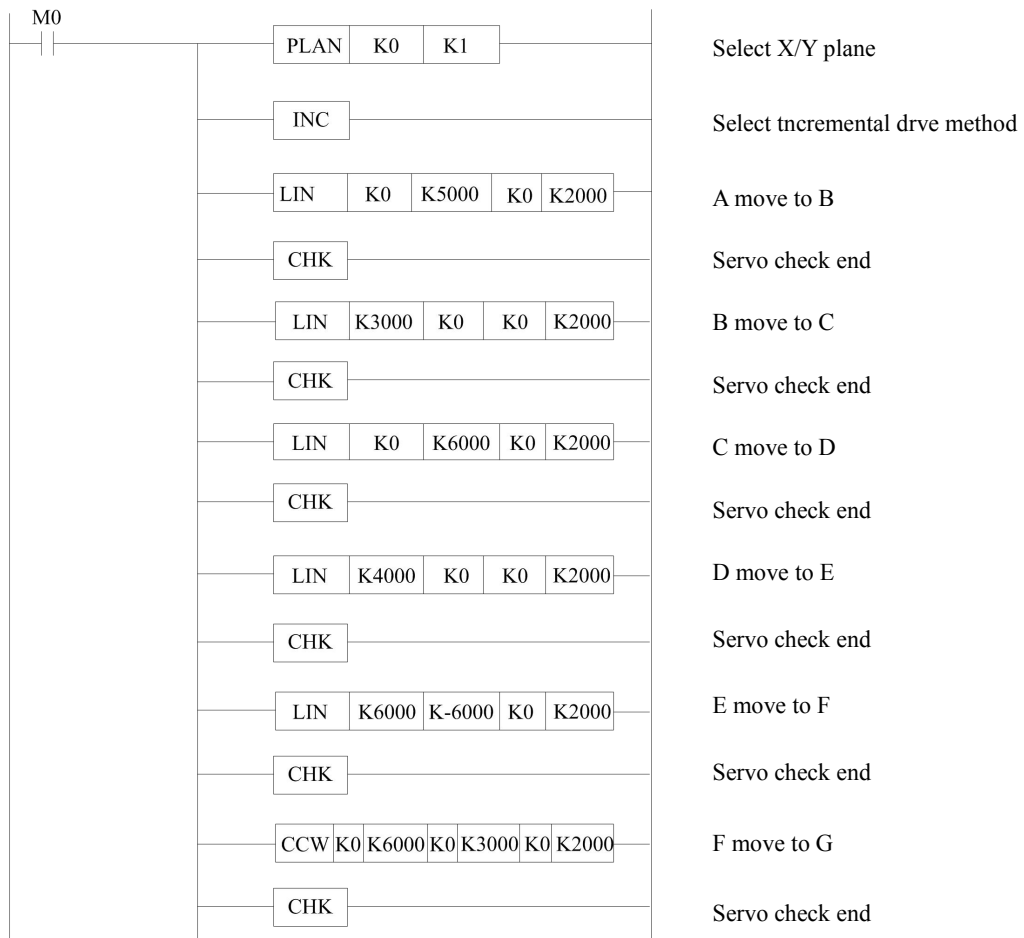 M0
PLAN K0 K1 Select X/Y plane
INC Select tncremental drve method
LIN K0 K5000 K0 K2000 A move to B
CHK Servo check end
LIN K3000 K0 K0 K2000 B move to C
CHK Servo check end
LIN K0 K6000 K0 K2000 C move to D
CHK Servo check end
LIN K4000 K0 K0 K2000 D move to E
CHK Servo check end
LIN K6000 K-6000 K0 K2000 E move to F
CHK Servo check end
CCW K0 K6000 K0 K3000 K0 K2000 F move to G
CHK Servo check end